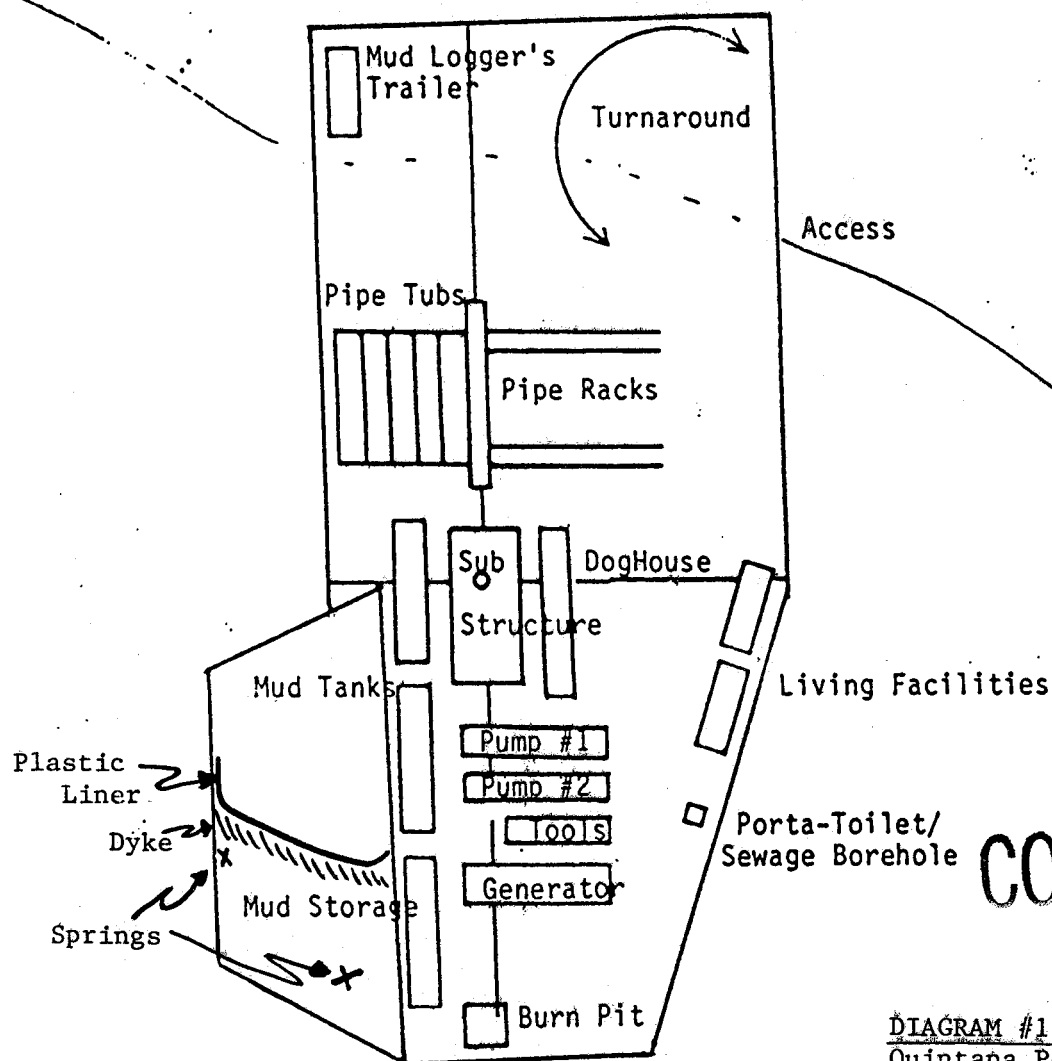 Mud Logger's
Trailer
Turnaround
Access
Pipe Tubs
Pipe Racks
Sub
Structure
DogHouse
Mud Tanks
Living Facilities
Pump #1
Pump #2
Plastic
Liner
Dyke
Tools
Porta-Toilet/
Sewage Borehole
Generator
Mud Storage
Springs
x
x
Burn Pit
CO
DIAGRAM #1
Quintana